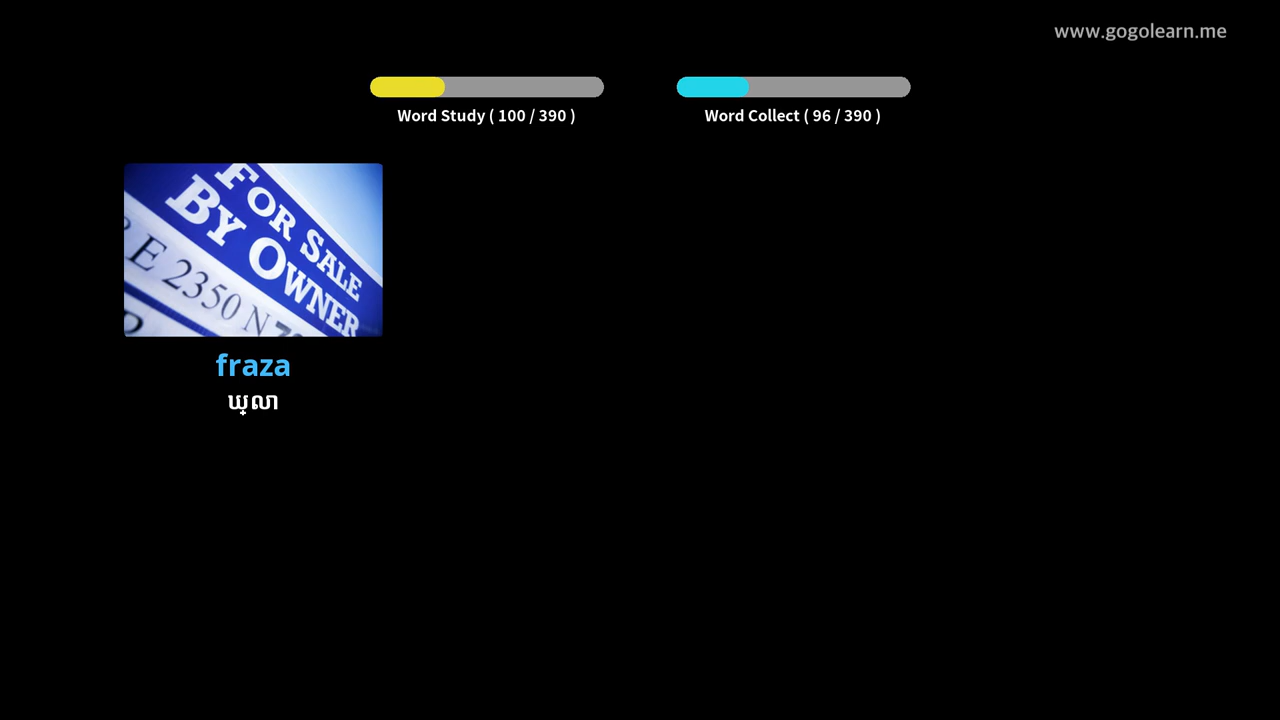 www.gogolearn.me
Word Study ( 100 / 390 )
Word Collect ( 96 / 390 )
FOR SALE
BY OWNER
E 2350 N
fraza
ឃ្លា